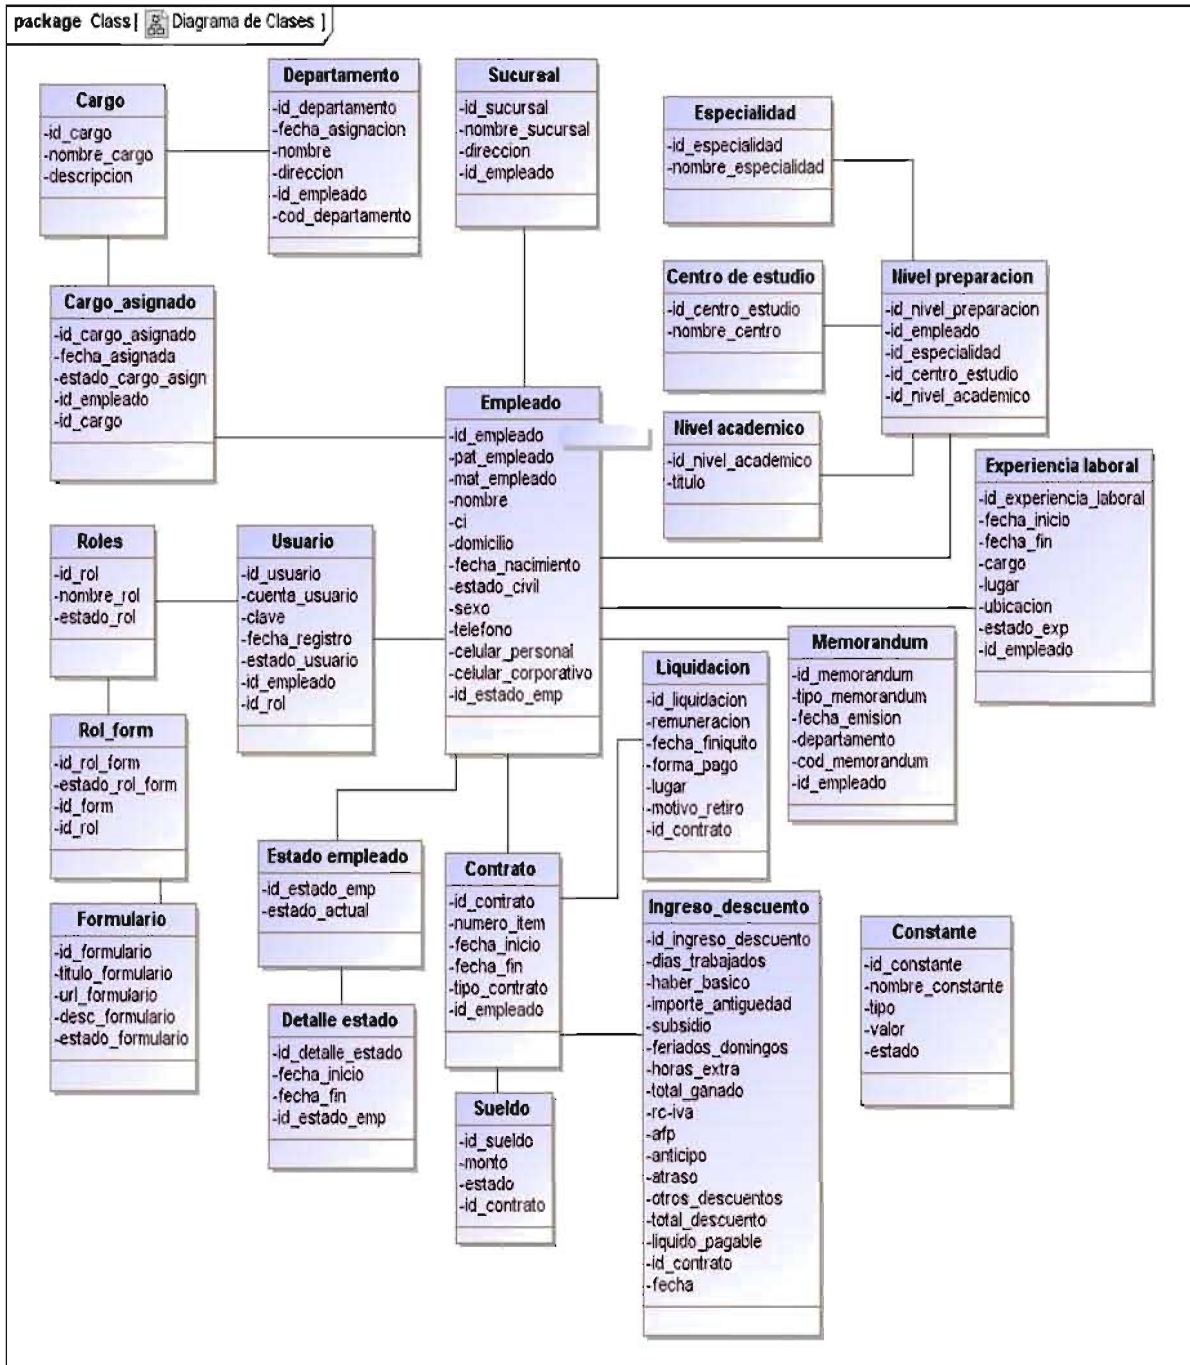 package Class[ Diagrama de Clases ]
Cargo
-id_cargo
-nombre_cargo
-descripcion
Departamento
-id_departamento
-fecha_asignacion
-nombre
-direccion
-id_empleado
-cod_departamento
Sucursal
-id_sucursal
-nombre_sucursal
-direccion
-id_empleado
Especialidad
-id_especialidad
-nombre_especialidad
Centro de estudio
-id_centro_estudio
-nombre_centro
Nivel preparacion
-id_nivel_preparacion
-id_empleado
-id_especialidad
-id_centro_estudio
-id_nivel_academico
Cargo_asignado
-id_cargo_asignado
-fecha_asignada
-estado_cargo_asign
-id_empleado
-id_cargo
Empleado
-id_empleado
-pat_empleado
-mat_empleado
-nombre
-ci
-domicilio
-fecha_nacimiento
-estado_civil
-sexo
-telefono
-celular_personal
-celular_corporativo
-id_estado_emp
Nivel academico
-id_nivel_academico
-titulo
Experiencia laboral
-id_experiencia_laboral
-fecha_inicio
-fecha_fin
-cargo
-lugar
-ubicacion
-estado_exp
-id_empleado
Roles
-id_rol
-nombre_rol
-estado_rol
Usuario
-id_usuario
-cuenta_usuario
-clave
-fecha_registro
-estado_usuario
-id_empleado
-id_rol
Liquidacion
-id_liquidacion
-remuneracion
-fecha_finiquito
-forma_pago
-lugar
-motivo_retiro
-id_contrato
Memorandum
-id_memorandum
-tipo_memorandum
-fecha_emision
-departamento
-cod_memorandum
-id_empleado
Rol_form
-id_rol_form
-estado_rol_form
-id_form
-id_rol
Estado empleado
-id_estado_emp
-estado_actual
Contrato
-id_contrato
-numero_item
-fecha_inicio
-fecha_fin
-tipo_contrato
-id_empleado
Formulario
-id_formulario
-titulo_formulario
-url_formulario
-desc_formulario
-estado_formulario
Detalle estado
-id_detalle_estado
-fecha_inicio
-fecha_fin
-id_estado_emp
Sueldo
-id_sueldo
-monto
-estado
-id_contrato
Ingreso_descuento
-id_ingreso_descuento
-dias_trabajados
-haber_basico
-importe_antiguedad
-subsidio
-feriados_domingos
-horas_extra
-total_ganado
-rc-iva
-afp
-anticipo
-atraso
-otros_descuentos
-total_descuento
-liquido_pagable
-id_contrato
-fecha
Constante
-id_constante
-nombre_constante
-tipo
-valor
-estado